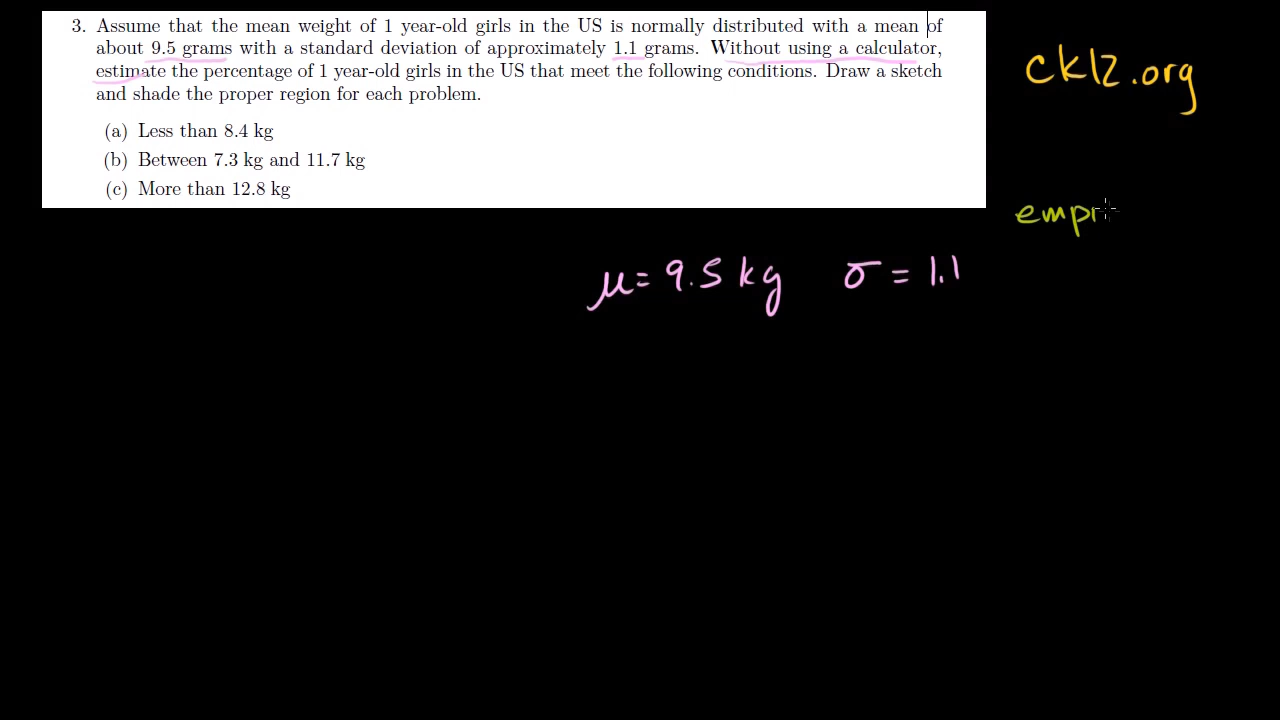 3. Assume that the mean weight of 1 year-old girls in the US is normally distributed with a mean of
about 9.5 grams with a standard deviation of approximately 1.1 grams. Without using a calculator,
estimate the percentage of 1 year-old girls in the US that meet the following conditions. Draw a sketch
and shade the proper region for each problem.
(a) Less than 8.4 kg
(b) Between 7.3 kg and 11.7 kg
(c) More than 12.8 kg
ck12.org
empr
μ = 9.5 kg σ = 1.1